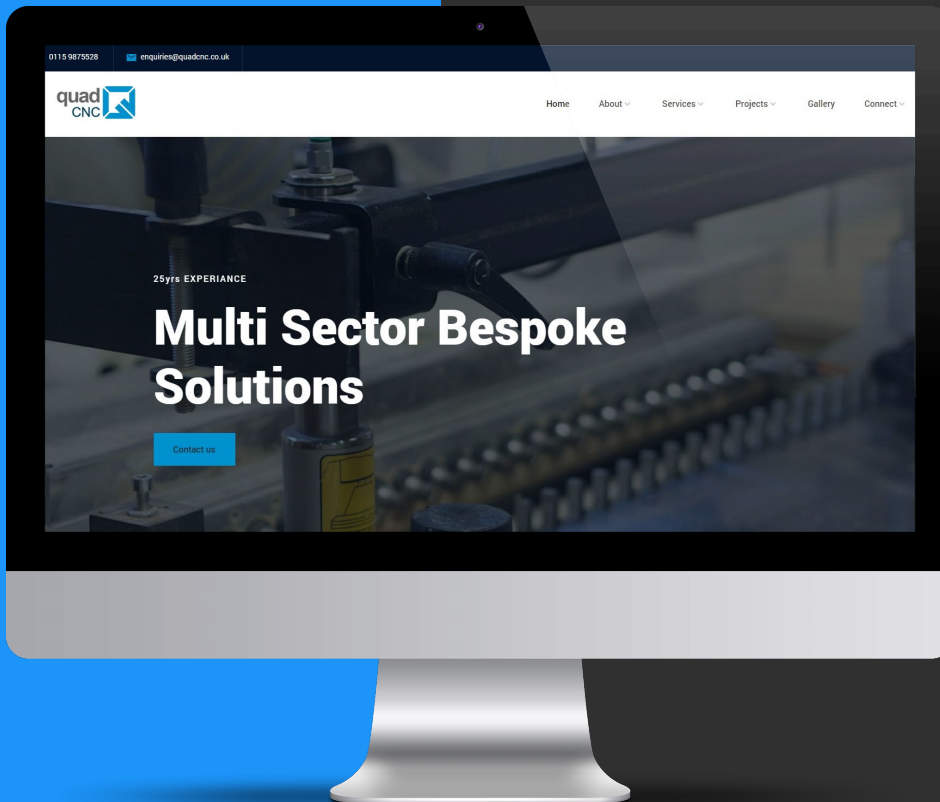 0115 9875528 enquiries@quadcnc.co.uk
quad
CNC
Home About Services Projects Gallery Connect
25yrs EXPERIANCE
Multi Sector Bespoke
Solutions
Contact us